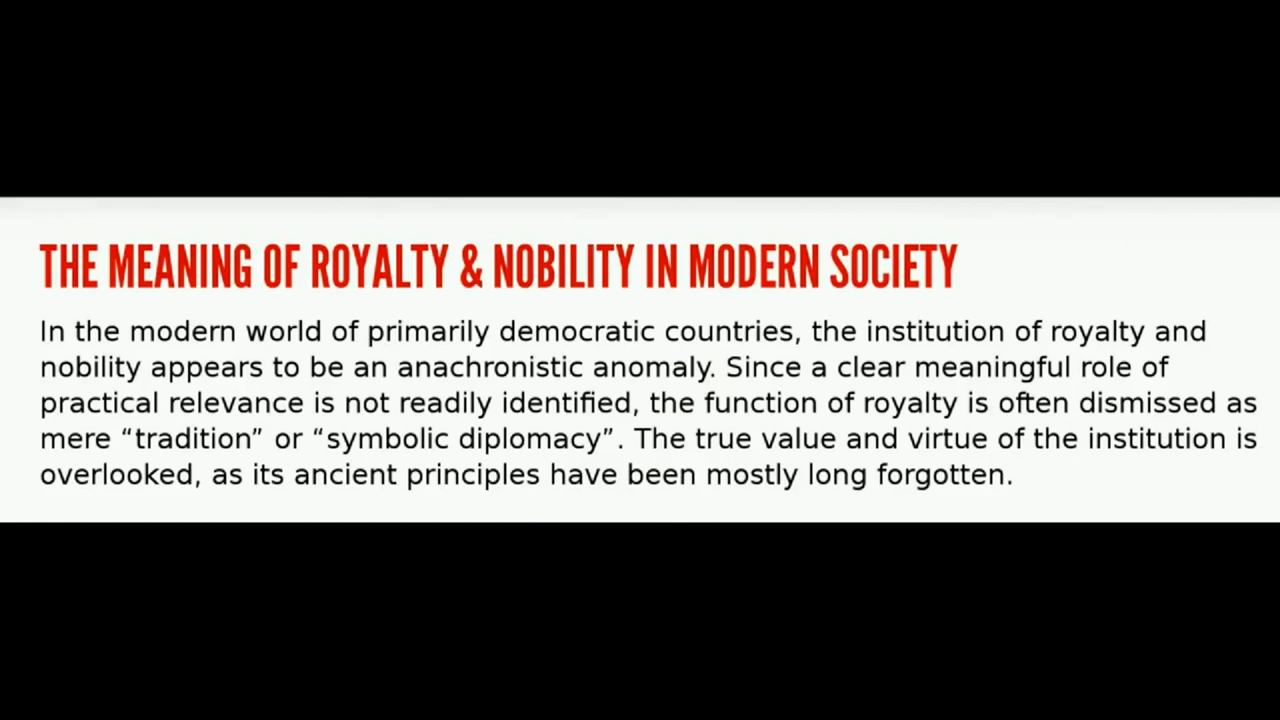 THE MEANING OF ROYALTY & NOBILITY IN MODERN SOCIETY
In the modern world of primarily democratic countries, the institution of royalty and
nobility appears to be an anachronistic anomaly. Since a clear meaningful role of
practical relevance is not readily identified, the function of royalty is often dismissed as
mere “tradition” or “symbolic diplomacy”. The true value and virtue of the institution is
overlooked, as its ancient principles have been mostly long forgotten.